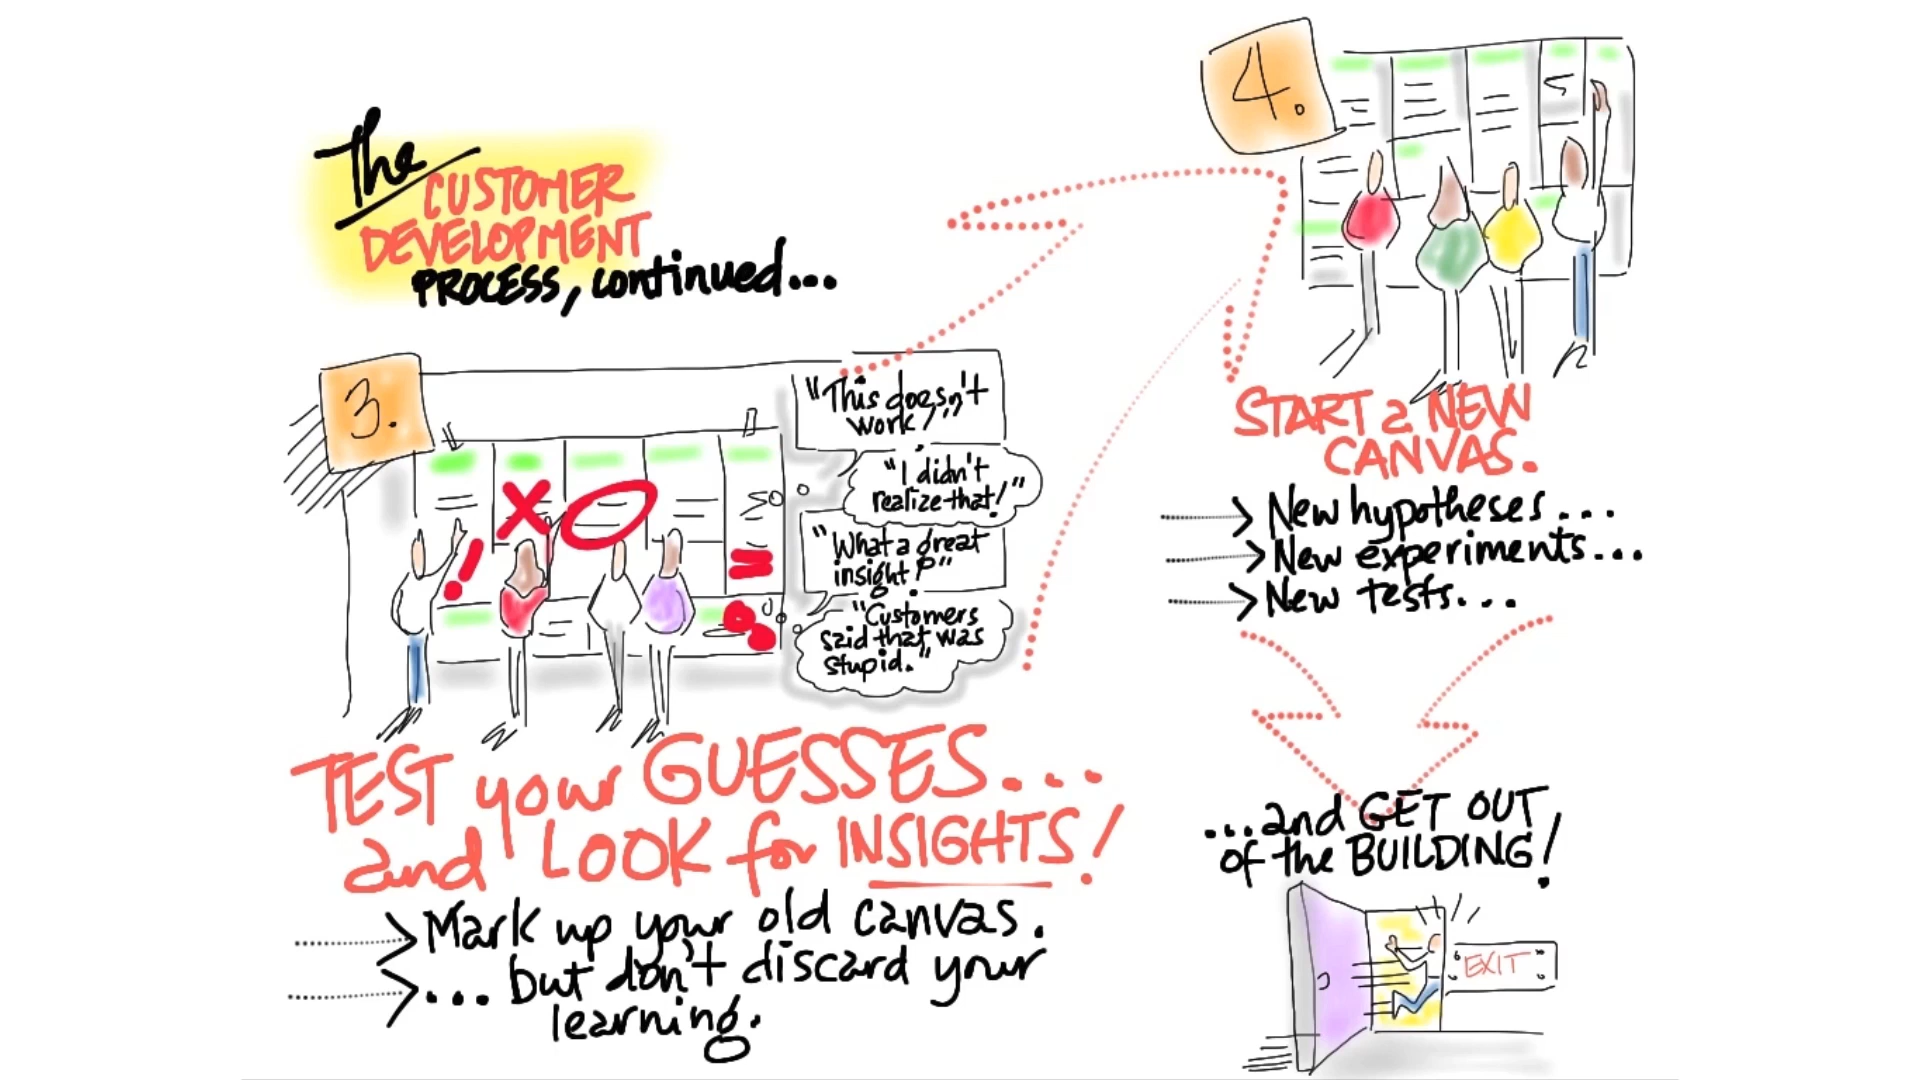 The
CUSTOMER
DEVELOPMENT
PROCESS, continued...
3.
"This doesn't
work!"
"I didn't
realize that!"
"What a great
insight!"
"Customers
said that was
stupid."
TEST your GUESSES...
and LOOK for INSIGHTS!
Mark up your old canvas.
... but don't discard your
learning.
4.
START a NEW
CANVAS.
New hypotheses...
New experiments...
New tests...
...and GET OUT
of the BUILDING!
EXIT